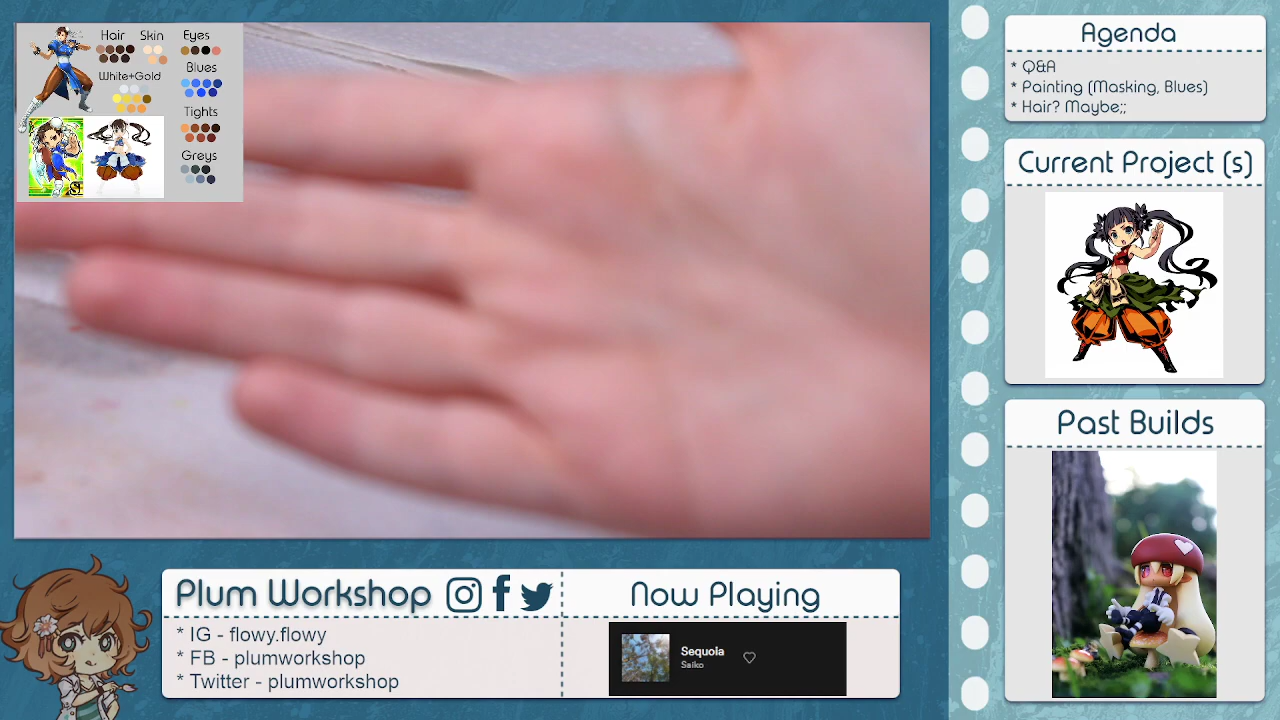 Hair
Skin
Eyes
White+Gold
Blues
Tights
Greys
Agenda
* Q&A
* Painting (Masking, Blues)
* Hair? Maybe;;
Current Project (s)
Past Builds
Plum Workshop
* IG - flowy.flowy
* FB - plumworkshop
* Twitter - plumworkshop
Now Playing
Sequoia
Saiko